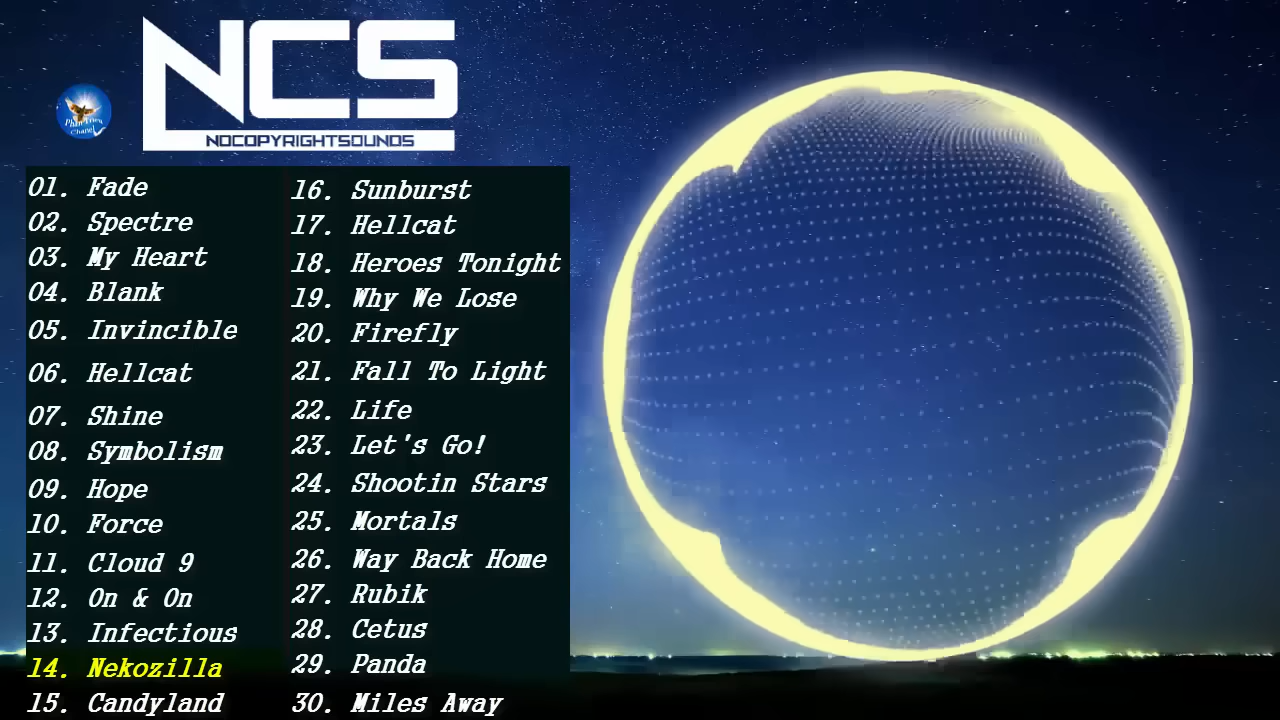 NCS
NOCOPYRIGHTSOUNDS
01. Fade
02. Spectre
03. My Heart
04. Blank
05. Invincible
06. Hellcat
07. Shine
08. Symbolism
09. Hope
10. Force
11. Cloud 9
12. On & On
13. Infectious
14. Nekozilla
15. Candyland
16. Sunburst
17. Hellcat
18. Heroes Tonight
19. Why We Lose
20. Firefly
21. Fall To Light
22. Life
23. Let's Go!
24. Shootin Stars
25. Mortals
26. Way Back Home
27. Rubik
28. Cetus
29. Panda
30. Miles Away